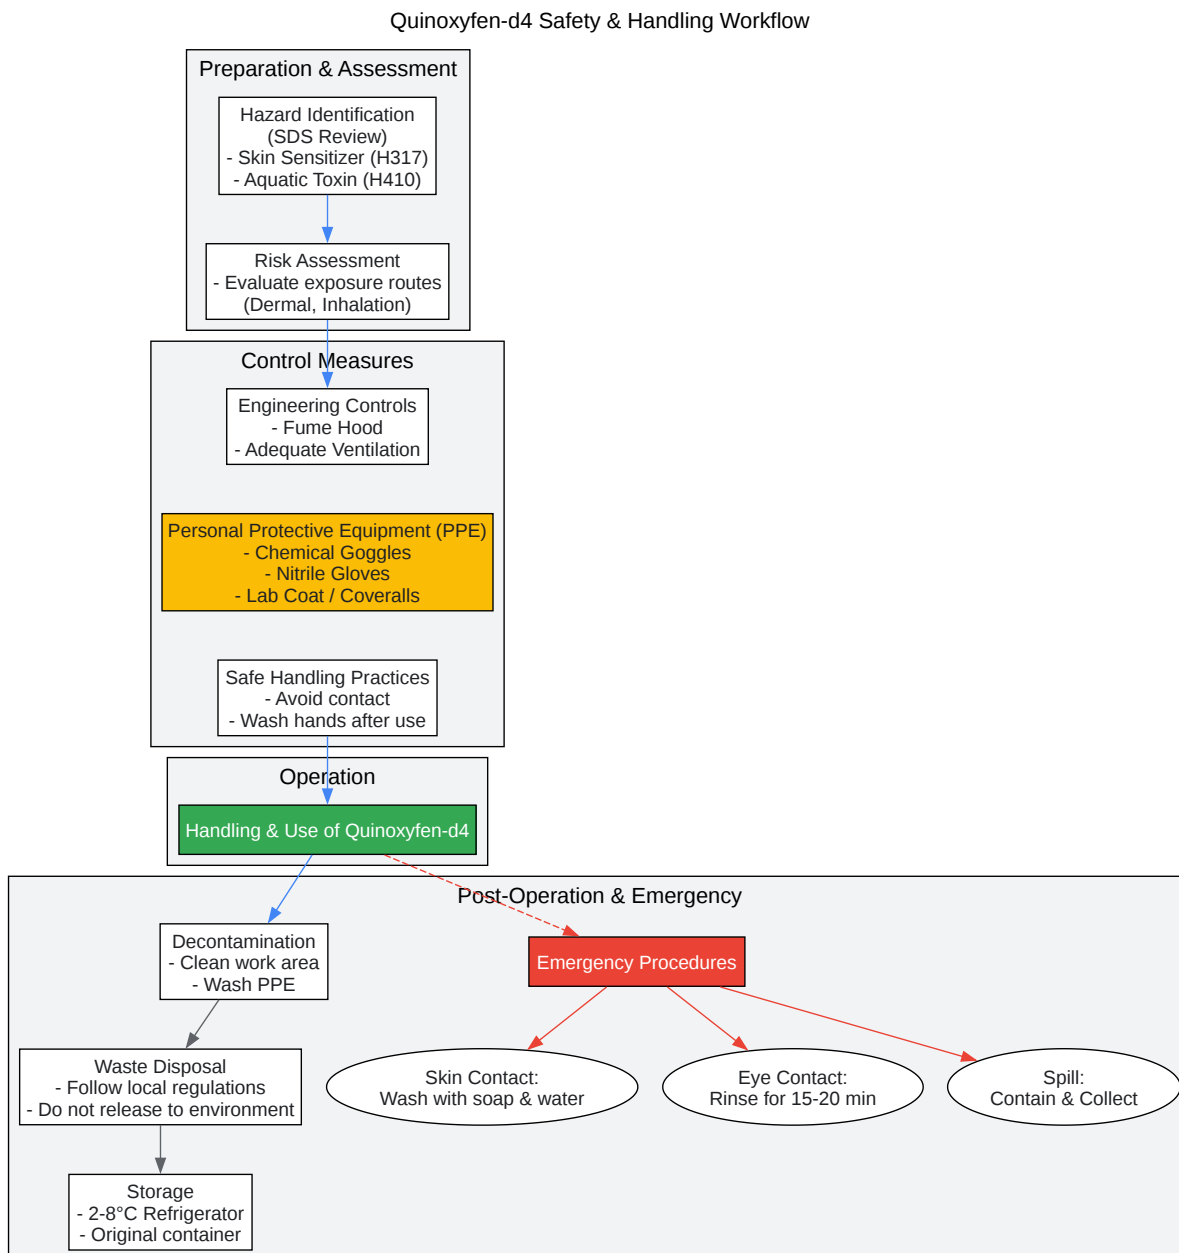 Quinoxyfen-d4 Safety & Handling Workflow
Preparation & Assessment
Hazard Identification
(SDS Review)
- Skin Sensitizer (H317)
- Aquatic Toxin (H410)
Risk Assessment
- Evaluate exposure routes
(Dermal, Inhalation)
Control Measures
Engineering Controls
- Fume Hood
- Adequate Ventilation
Personal Protective Equipment (PPE)
- Chemical Goggles
- Nitrile Gloves
- Lab Coat / Coveralls
Safe Handling Practices
- Avoid contact
- Wash hands after use
Operation
Handling & Use of Quinoxyfen-d4
Post-Operation & Emergency
Decontamination
- Clean work area
- Wash PPE
Emergency Procedures
Waste Disposal
- Follow local regulations
- Do not release to environment
Skin Contact:
Wash with soap & water
Eye Contact:
Rinse for 15-20 min
Spill:
Contain & Collect
Storage
- 2-8°C Refrigerator
- Original container